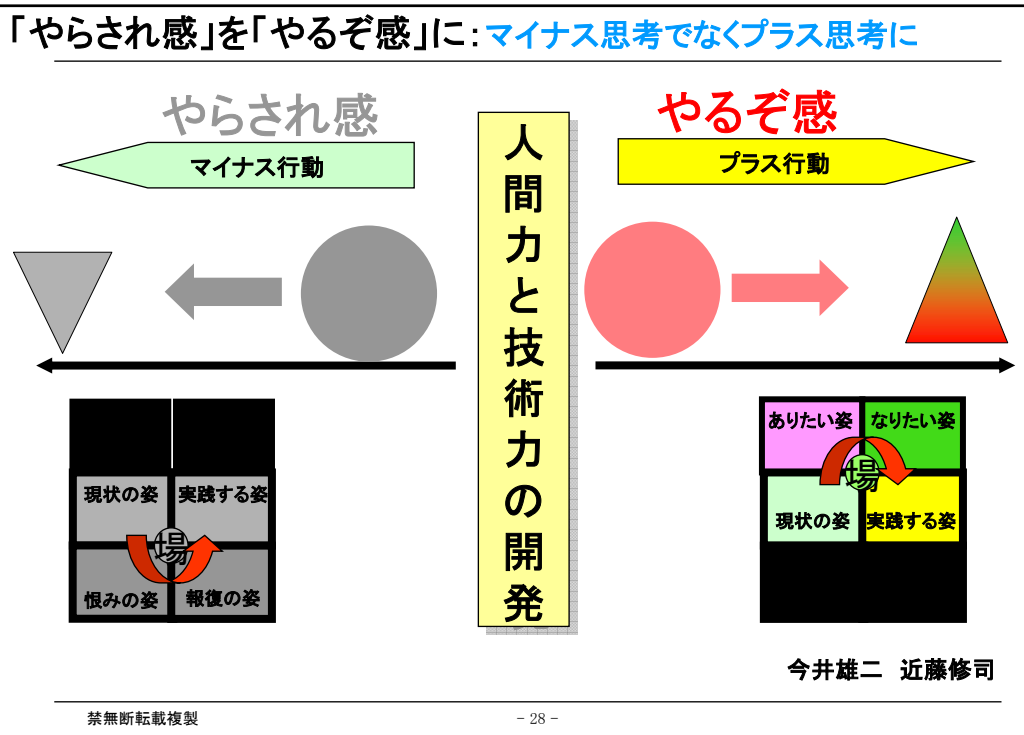 「やらされ感」を「やるぞ感」に：マイナス思考でなくプラス思考に
やらされ感
やるぞ感
マイナス行動
プラス行動
人間力と技術力の開発
現状の姿 実践する姿
場
恨みの姿 報復の姿
ありたい姿 なりたい姿
場
現状の姿 実践する姿
今井雄二 近藤修司
禁無断転載複製
- 28 -